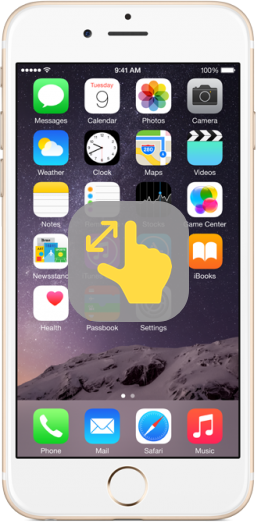 9:41 AM 100%
Tuesday
9
Messages Calendar Photos Camera
280
Weather Clock Maps Videos
Notes Game Center
Newsstand iBooks
Health Passbook Settings
Phone Mail Safari Music